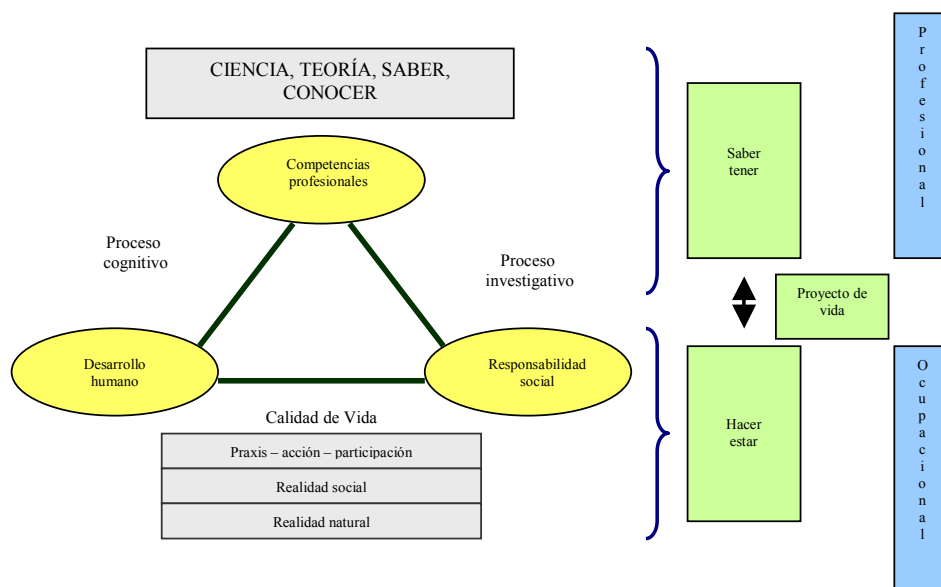 CIENCIA, TEORÍA, SABER,
CONOCER
Competencias
profesionales
Proceso
cognitivo
Proceso
investigativo
Desarrollo
humano
Responsabilidad
social
Calidad de Vida
Praxis – acción – participación
Realidad social
Realidad natural
Saber
tener
Proyecto de
vida
Hacer
estar
P
r
o
f
e
s
i
o
n
a
l
O
c
u
p
a
c
i
o
n
a
l